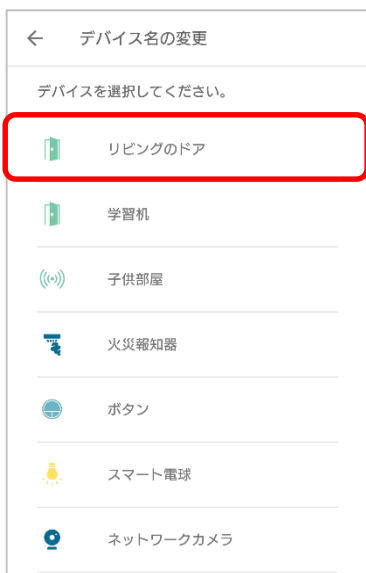 デバイス名の変更
デバイスを選択してください。
リビングのドア
学習机
子供部屋
火災報知器
ボタン
スマート電球
ネットワークカメラ